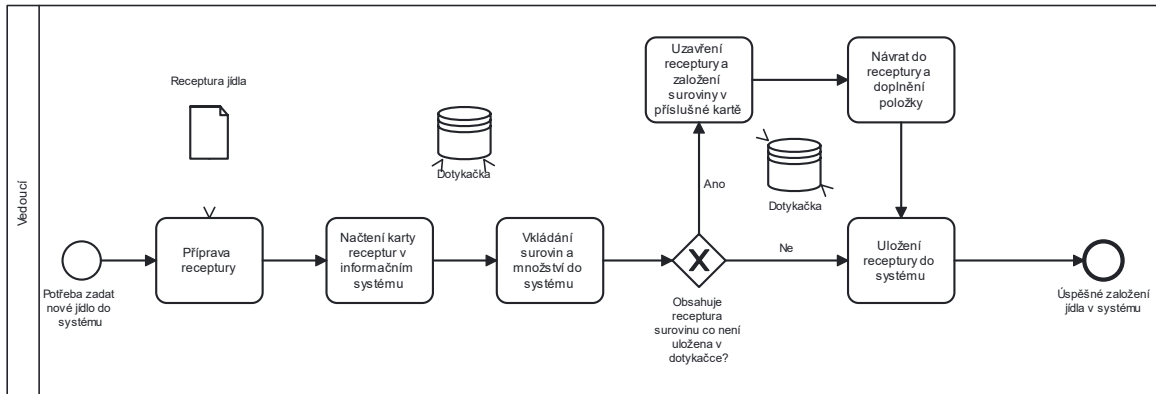 Vedoucí
Potřeba zadat
nové jídlo do
systému
Receptura jídla
Příprava
receptury
Načtení karty
receptur v
informačním
systému
Dotykačka
Vkládání
surovin a
množství do
systému
Obsahuje
receptura
surovinu co není
uložena v
dotykačce?
Ano
Ne
Uzavření
receptury a
založení
suroviny v
příslušné kartě
Návrat do
receptury a
doplnění
položky
Dotykačka
Uložení
receptury do
systému
Úspěšné založení
jídla v systému